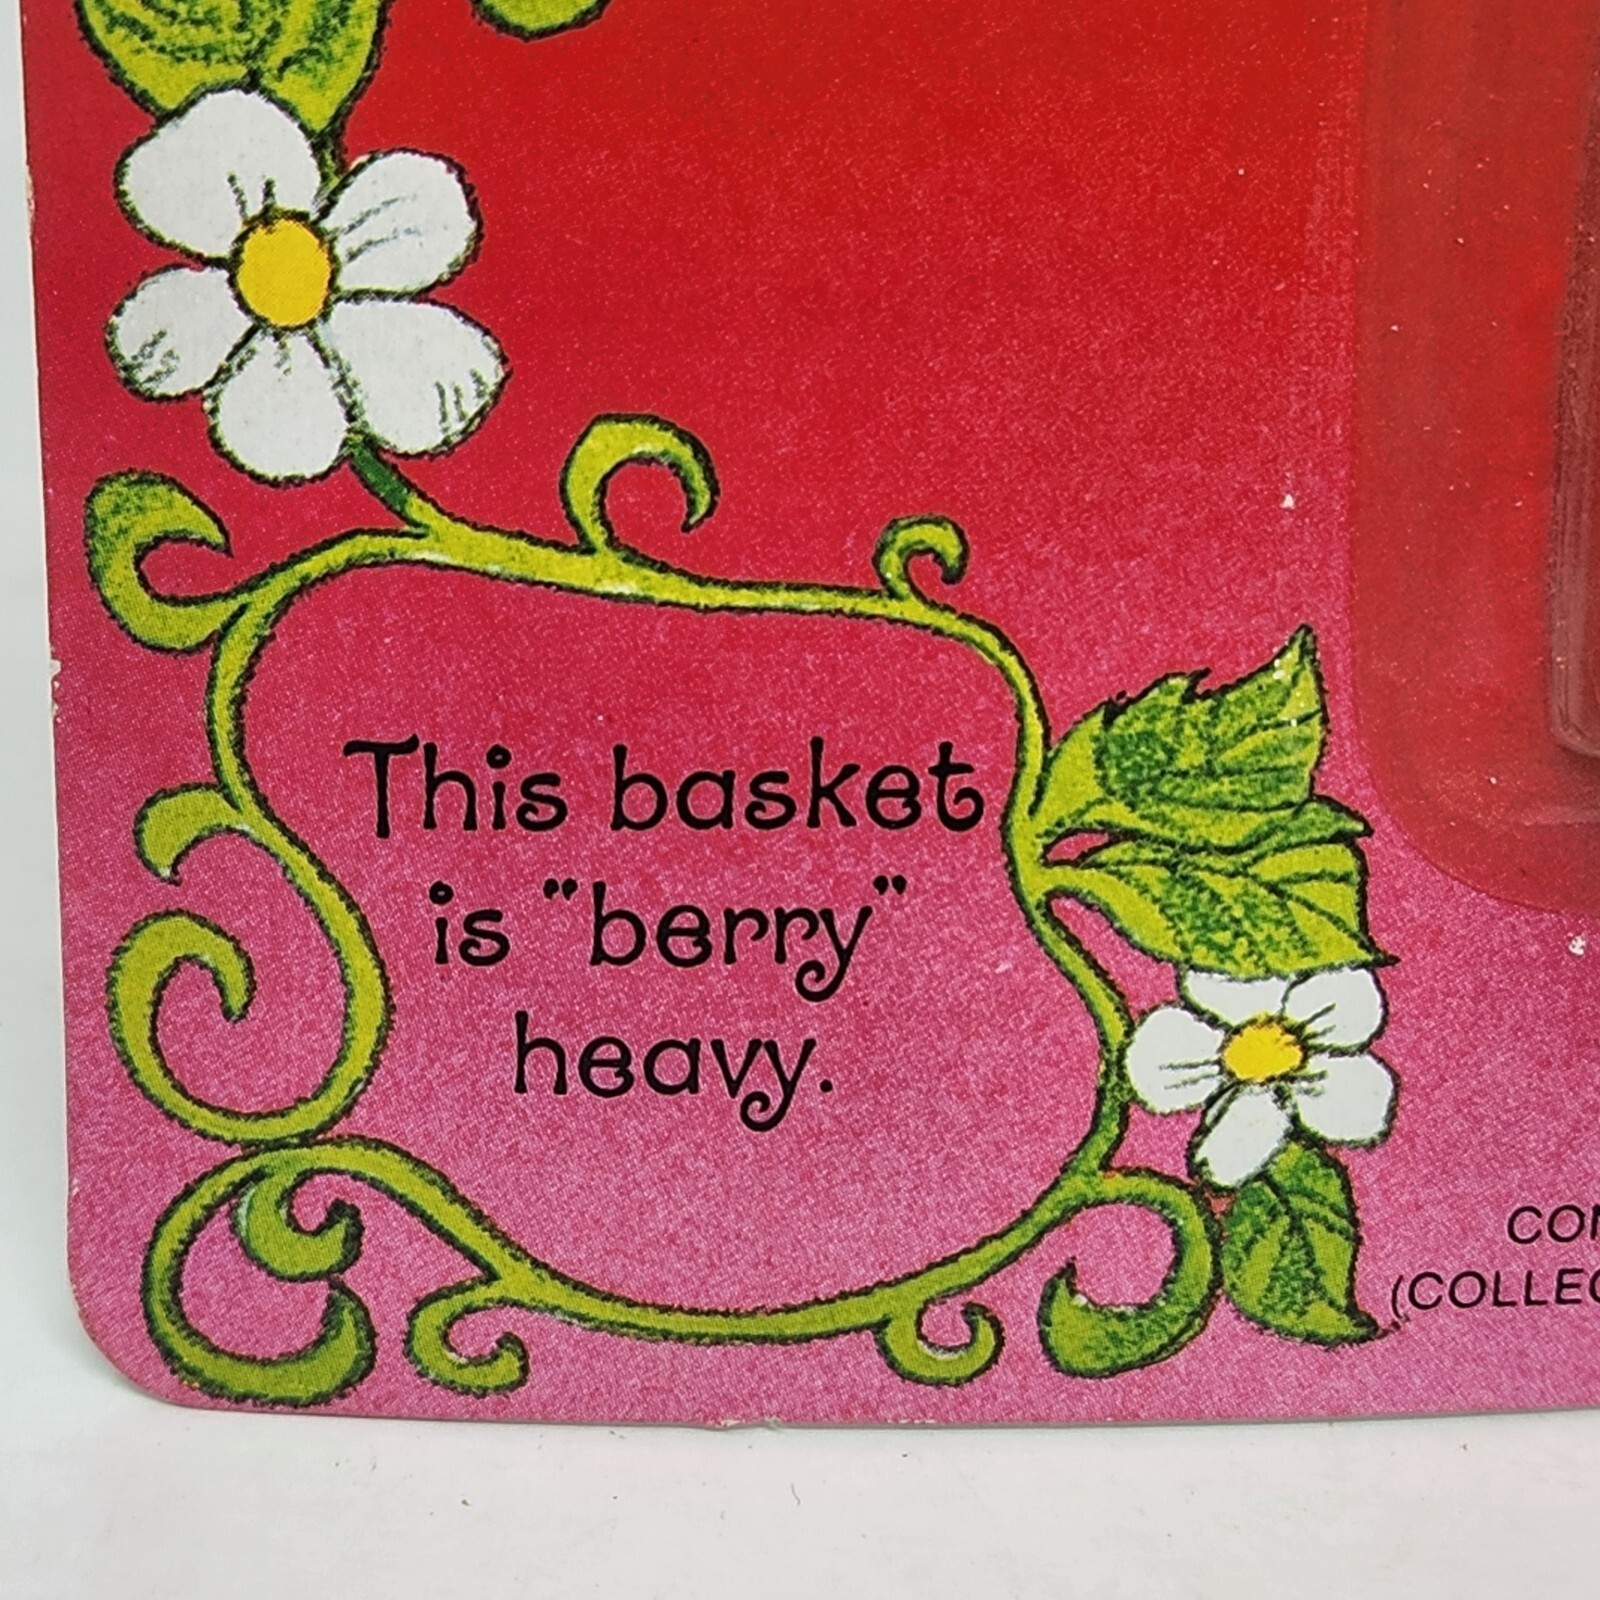 This basket
is "berry"
heavy.